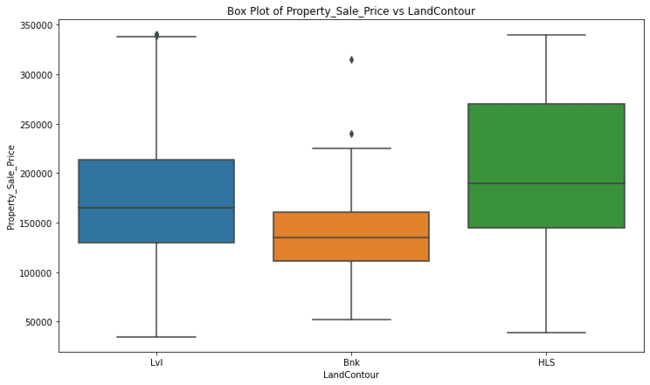 Box Plot of Property_Sale_Price vs LandContour
350000
300000
250000
200000
150000
100000
50000
Property_Sale_Price
Lvl Bnk HLS
LandContour